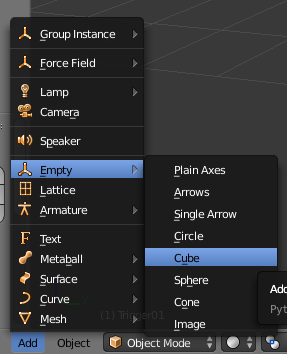 Group Instance
Force Field
Lamp
Camera
Speaker
Empty
Lattice
Armature
Text
Metaball
Surface
Curve
Mesh
Plain Axes
Arrows
Single Arrow
Circle
Cube
Sphere
Cone
Image
Add
Pyt
(1) Trigger01
Add Object Object Mode